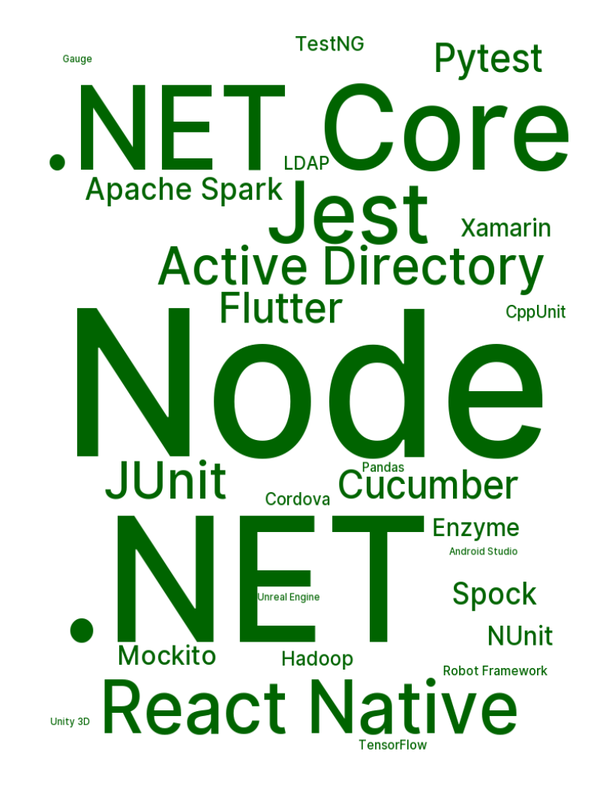 TestNG
Pytest
Gauge
.NET Core
LDAP
Apache Spark
Jest
Xamarin
Active Directory
Flutter
CppUnit
Node
Pandas
JUnit
Cucumber
Cordova
.NET
Enzyme
Android Studio
Unreal Engine
Spock
NUnit
Mockito
Hadoop
Robot Framework
React Native
Unity 3D
TensorFlow